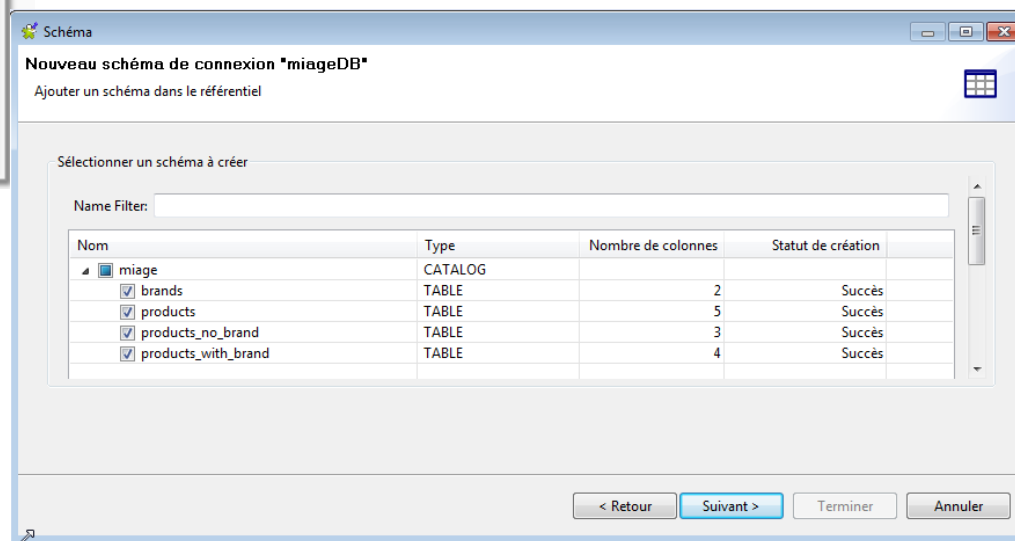 Schéma
Nouveau schéma de connexion "miageDB"
Ajouter un schéma dans le référentiel
Sélectionner un schéma à créer
Name Filter:
Nom Type Nombre de colonnes Statut de création
miage CATALOG
brands TABLE 2 Succès
products TABLE 5 Succès
products_no_brand TABLE 3 Succès
products_with_brand TABLE 4 Succès
< Retour Suivant > Terminer Annuler